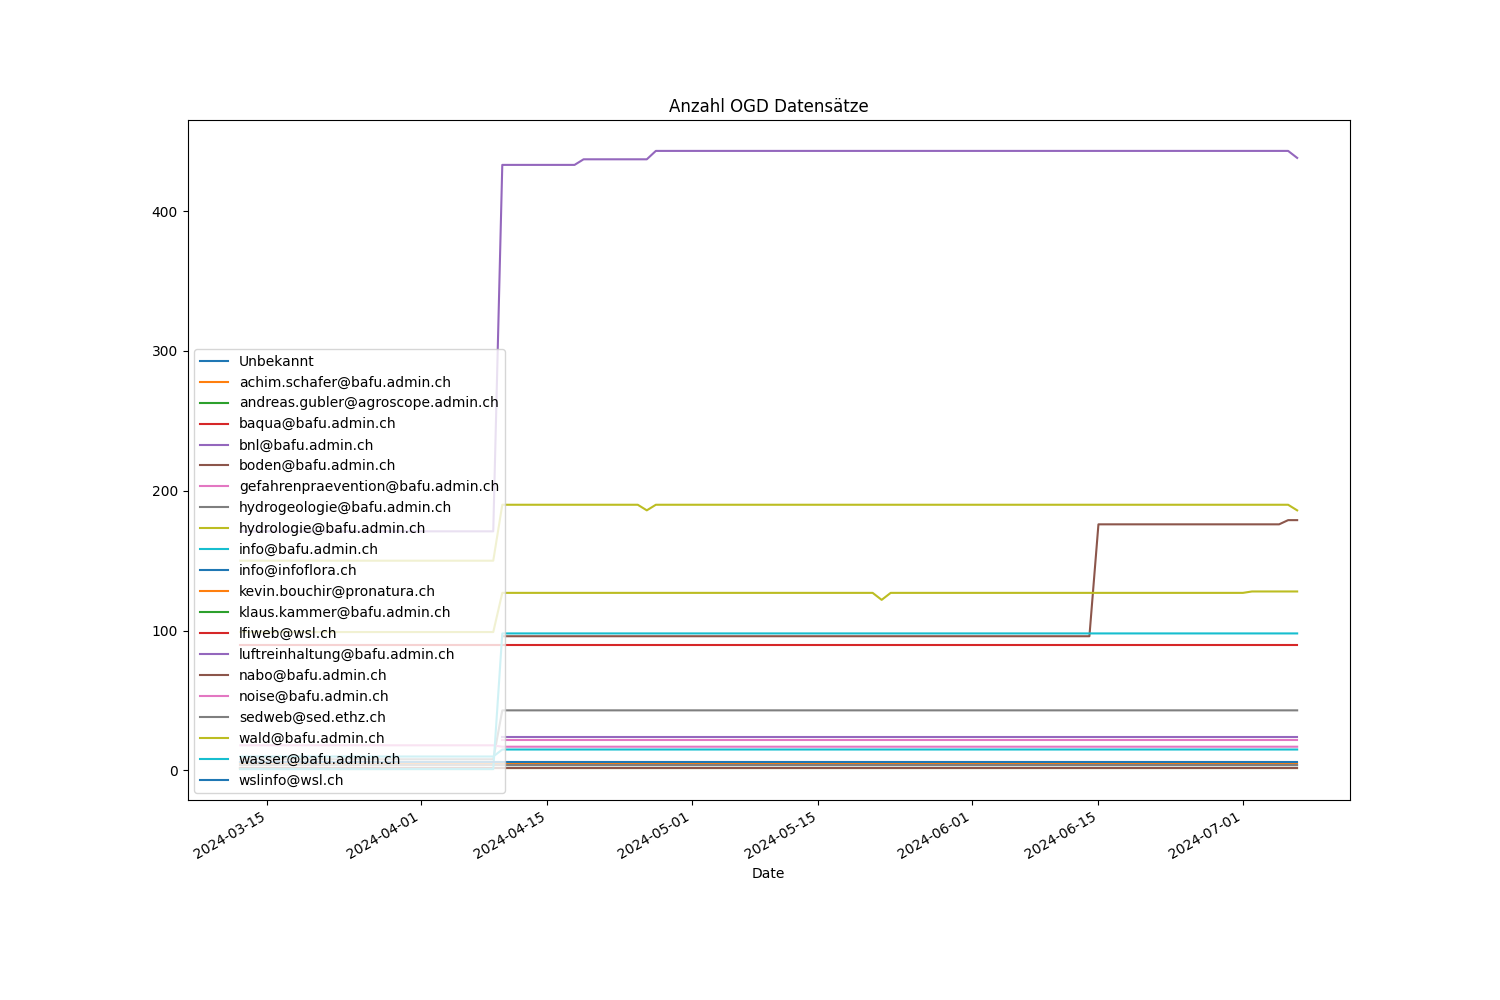 Anzahl OGD Datensätze
400
300
200
100
0
Unbekannt
achim.schafer@bafu.admin.ch
andreas.gubler@agroscope.admin.ch
baqua@bafu.admin.ch
bnl@bafu.admin.ch
boden@bafu.admin.ch
gefahrenpraevention@bafu.admin.ch
hydrogeologie@bafu.admin.ch
hydrologie@bafu.admin.ch
info@bafu.admin.ch
info@infoflora.ch
kevin.bouchir@pronatura.ch
klaus.kammer@bafu.admin.ch
lfiweb@wsl.ch
luftreinhaltung@bafu.admin.ch
nabo@bafu.admin.ch
noise@bafu.admin.ch
sedweb@sed.ethz.ch
wald@bafu.admin.ch
wasser@bafu.admin.ch
wslinfo@wsl.ch
2024-03-15
2024-04-01
2024-04-15
2024-05-01
2024-05-15
2024-06-01
2024-06-15
2024-07-01
Date